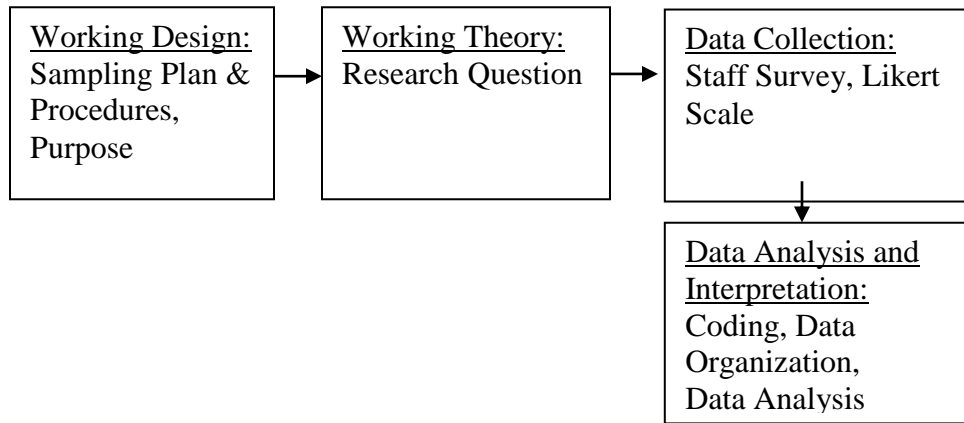 Working Design:
Sampling Plan &
Procedures,
Purpose
Working Theory:
Research Question
Data Collection:
Staff Survey, Likert
Scale
Data Analysis and
Interpretation:
Coding, Data
Organization,
Data Analysis